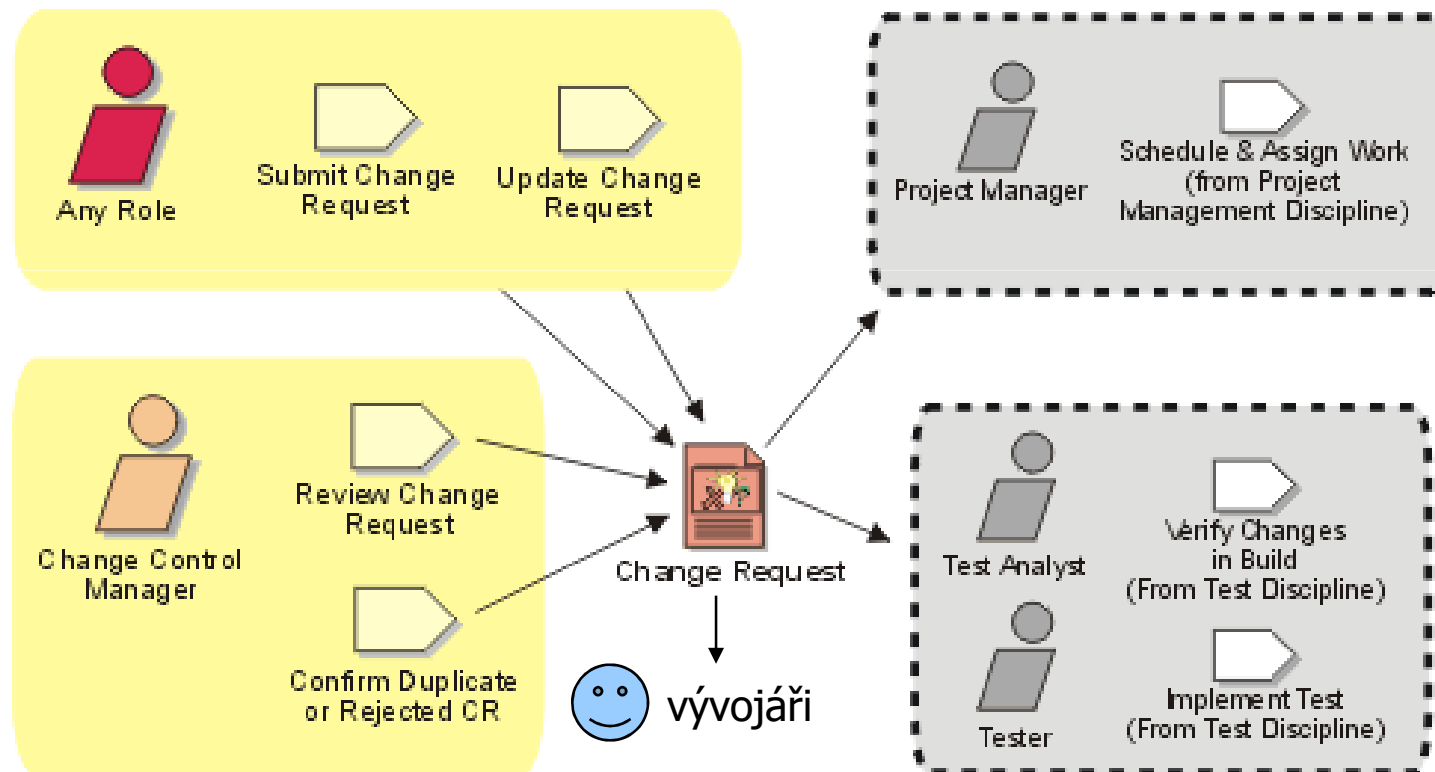 Any Role
Submit Change
Request
Update Change
Request
Project Manager
Schedule & Assign Work
(from Project
Management Discipline)
Change Control
Manager
Review Change
Request
Confirm Duplicate
or Rejected CR
Change Request
vývojáři
Test Analyst
Verify Changes
in Build
(From Test Discipline)
Tester
Implement Test
(From Test Discipline)